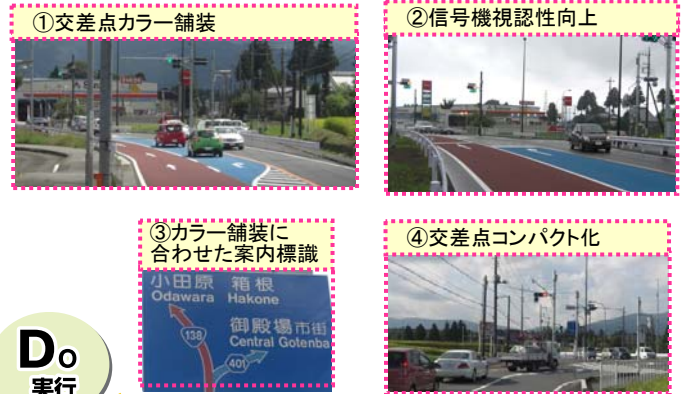 ①交差点カラー舗装
②信号機視認性向上
③カラー舗装に
合わせた案内標識
小田原 箱根
Odawara Hakone
138
御殿場市街
Central Gotenba
401
④交差点コンパクト化
Do
実行